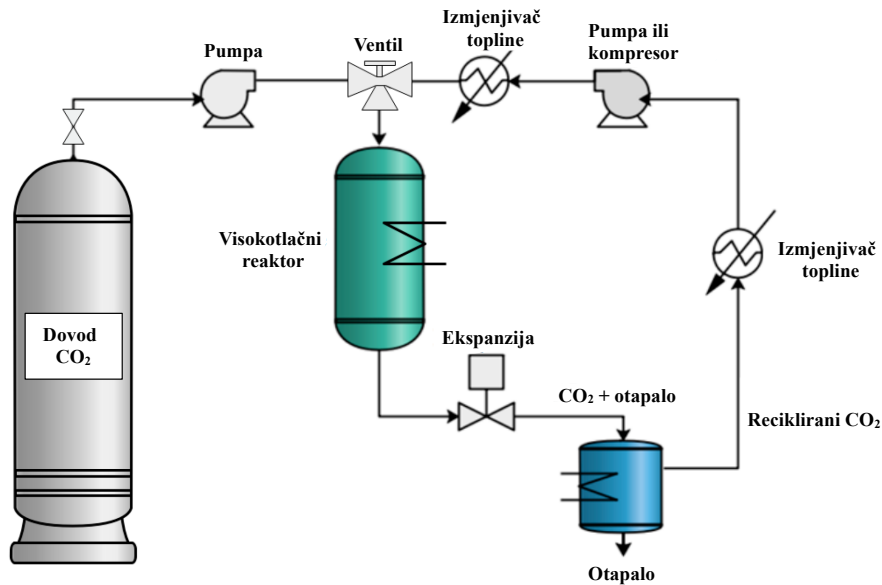 Izmjenjivač
topline
Pumpa ili
kompresor
Pumpa
Ventil
Visokotlačni
reaktor
Izmjenjivač
topline
Dovod
CO₂
Ekspanzija
CO₂ + otapalo
Reciklirani CO₂
Otapalo